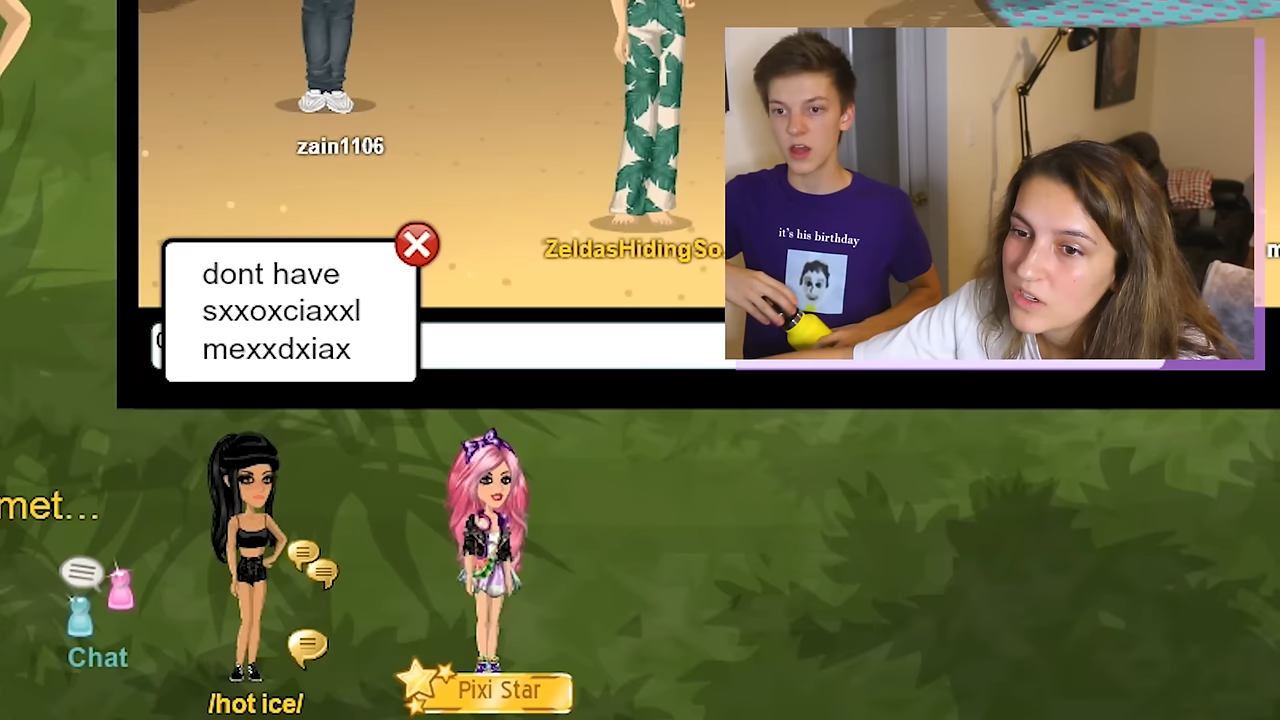 zain1106
ZeldasHidingSo
it's his birthday
dont have
sxxoxciaxxl
mexxdxiax
met...
Chat
/hot ice/
Pixi Star